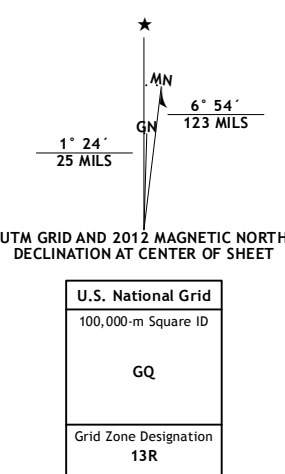 ★
MN
GN
6° 54´
123 MILS
1° 24´
25 MILS
UTM GRID AND 2012 MAGNETIC NORTH
DECLINATION AT CENTER OF SHEET
U.S. National Grid
100,000-m Square ID
GQ
Grid Zone Designation
13R